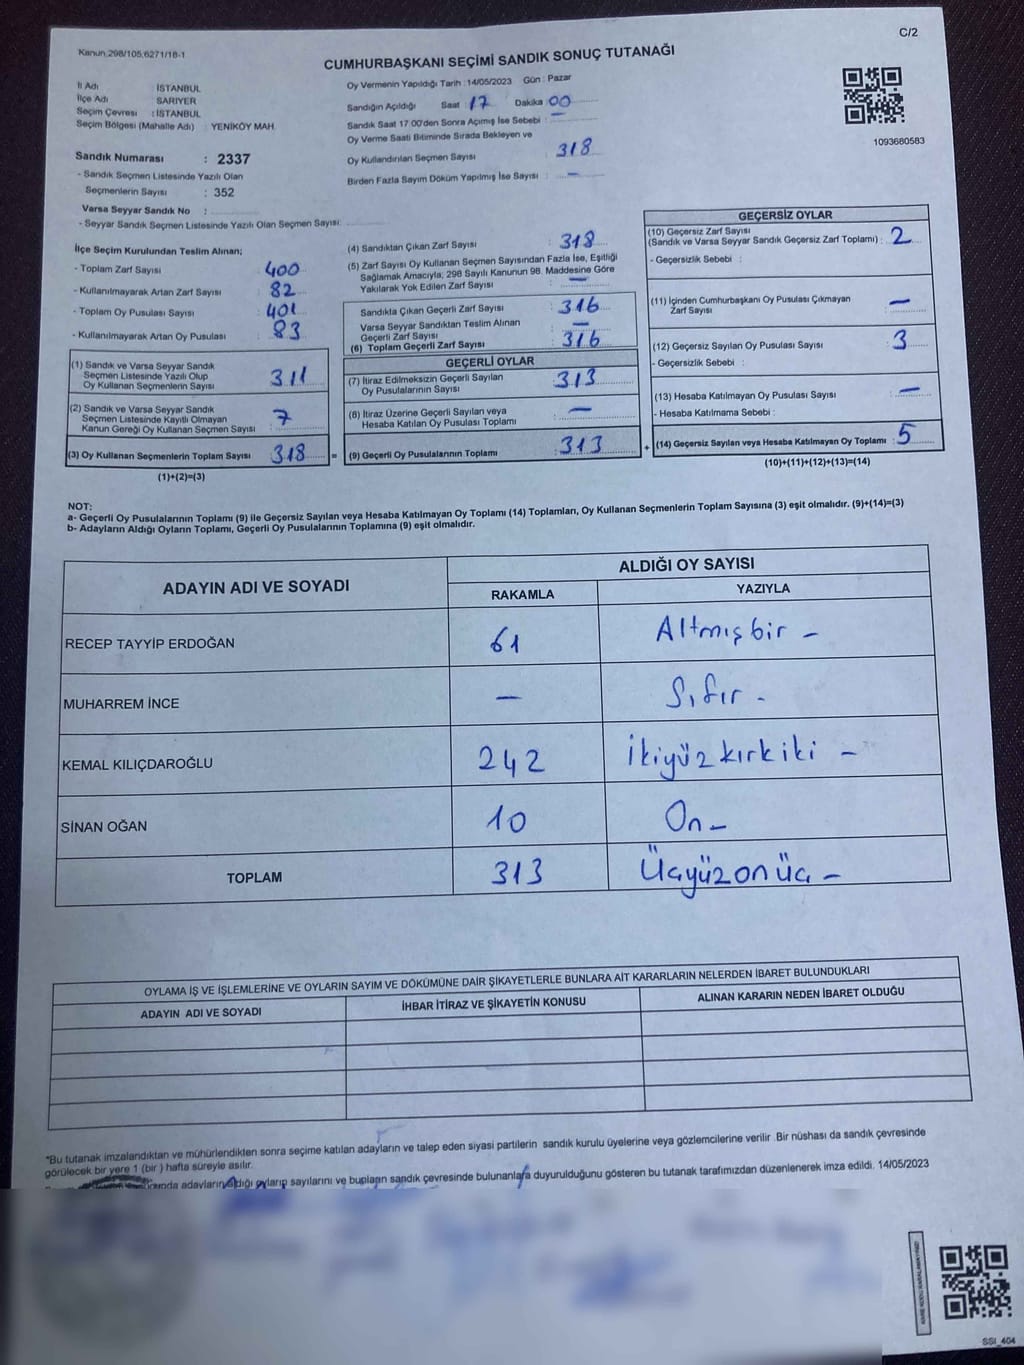 Kanun,298/105,6271/18-1
C/2
CUMHURBAŞKANI SEÇİMİ SANDIK SONUÇ TUTANAĞI
İl Adı İSTANBUL
İlçe Adı SARIYER
Seçim Çevresi : İSTANBUL
Seçim Bölgesi (Mahalle Adı) : YENİKÖY MAH.
Sandık Numarası : 2337
- Sandık Seçmen Listesinde Yazılı Olan
Seçmenlerin Sayısı : 352
Varsa Seyyar Sandık No :
- Seyyar Sandık Seçmen Listesinde Yazılı Olan Seçmen Sayısı:
Oy Vermenin Yapıldığı Tarih : 14/05/2023 Gün : Pazar
Sandığın Açıldığı Saat : 17 Dakika 00
Sandık Saat 17:00'den Sonra Açımış İse Sebebi : -
Oy Verme Saati Bitiminde Sırada Bekleyen ve
Oy Kullandırılan Seçmen Sayısı : 318
Birden Fazla Sayım Döküm Yapılmış İse Sayısı : -
1093680583
İlçe Seçim Kurulundan Teslim Alınan;
- Toplam Zarf Sayısı : 400
- Kullanılmayarak Artan Zarf Sayısı : 82
- Toplam Oy Pusulası Sayısı : 401
- Kullanılmayarak Artan Oy Pusulası : 83
(1) Sandık ve Varsa Seyyar Sandık
Seçmen Listesinde Yazılı Olup
Oy Kullanan Seçmenlerin Sayısı : 311
(2) Sandık ve Varsa Seyyar Sandık
Seçmen Listesinde Kayıtlı Olmayan
Kanun Gereği Oy Kullanan Seçmen Sayısı : 7
(3) Oy Kullanan Seçmenlerin Toplam Sayısı 318 =
(1)+(2)=(3)
(4) Sandıktan Çıkan Zarf Sayısı : 318
(5) Zarf Sayısı Oy Kullanan Seçmen Sayısından Fazla İse, Eşitliği
Sağlamak Amacıyla; 298 Sayılı Kanunun 98. Maddesine Göre
Yakılarak Yok Edilen Zarf Sayısı : -
Sandıkta Çıkan Geçerli Zarf Sayısı : 316
Varsa Seyyar Sandıktan Teslim Alınan
Geçerli Zarf Sayısı : -
(6) Toplam Geçerli Zarf Sayısı : 316
GEÇERLİ OYLAR
(7) İtiraz Edilmeksizin Geçerli Sayılan
Oy Pusulalarının Sayısı : 313
(8) İtiraz Üzerine Geçerli Sayılan veya
Hesaba Katılan Oy Pusulası Toplamı : -
(9) Geçerli Oy Pusulalarının Toplamı : 313 +
GEÇERSİZ OYLAR
(10) Geçersiz Zarf Sayısı
(Sandık ve Varsa Seyyar Sandık Geçersiz Zarf Toplamı) : 2
- Geçersizlik Sebebi :
(11) İçinden Cumhurbaşkanı Oy Pusulası Çıkmayan
Zarf Sayısı : -
(12) Geçersiz Sayılan Oy Pusulası Sayısı : 3
- Geçersizlik Sebebi :
(13) Hesaba Katılmayan Oy Pusulası Sayısı : -
- Hesaba Katılmama Sebebi :
(14) Geçersiz Sayılan veya Hesaba Katılmayan Oy Toplamı : 5
(10)+(11)+(12)+(13)=(14)
NOT:
a- Geçerli Oy Pusulalarının Toplamı (9) ile Geçersiz Sayılan veya Hesaba Katılmayan Oy Toplamı (14) Toplamları, Oy Kullanan Seçmenlerin Toplam Sayısına (3) eşit olmalıdır. (9)+(14)=(3)
b- Adayların Aldığı Oyların Toplamı, Geçerli Oy Pusulalarının Toplamına (9) eşit olmalıdır.
ADAYIN ADI VE SOYADI ALDIĞI OY SAYISI
RAKAMLA YAZIYLA
RECEP TAYYİP ERDOĞAN 61 Altmışbir -
MUHARREM İNCE - Sıfır -
KEMAL KILIÇDAROĞLU 242 İkiyüzkırkiki -
SİNAN OĞAN 10 On -
TOPLAM 313 Üçyüzonüç -
OYLAMA İŞ VE İŞLEMLERİNE VE OYLARIN SAYIM VE DÖKÜMÜNE DAİR ŞİKAYETLERLE BUNLARA AİT KARARLARIN NELERDEN İBARET BULUNDUKLARI
ADAYIN ADI VE SOYADI İHBAR İTİRAZ VE ŞİKAYETİN KONUSU ALINAN KARARIN NEDEN İBARET OLDUĞU
*Bu tutanak imzalandıktan ve mühürlendikten sonra seçime katılan adayların ve talep eden siyasi partilerin sandık kurulu üyelerine veya gözlemcilerine verilir .Bir nüshası da sandık çevresinde
görülecek bir yere 1 (bir ) hafta süreyle asılır.
adayların aldığı oyların sayılarını ve bunların sandık çevresinde bulunanlara duyurulduğunu gösteren bu tutanak tarafımızdan düzenlenerek imza edildi. 14/05/2023
SSI_404